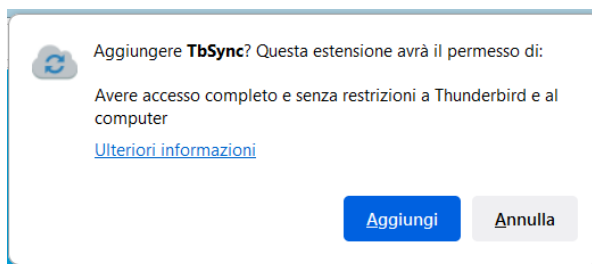 Aggiungere TbSync? Questa estensione avrà il permesso di:
Avere accesso completo e senza restrizioni a Thunderbird e al
computer
Ulteriori informazioni
Aggiungi Annulla